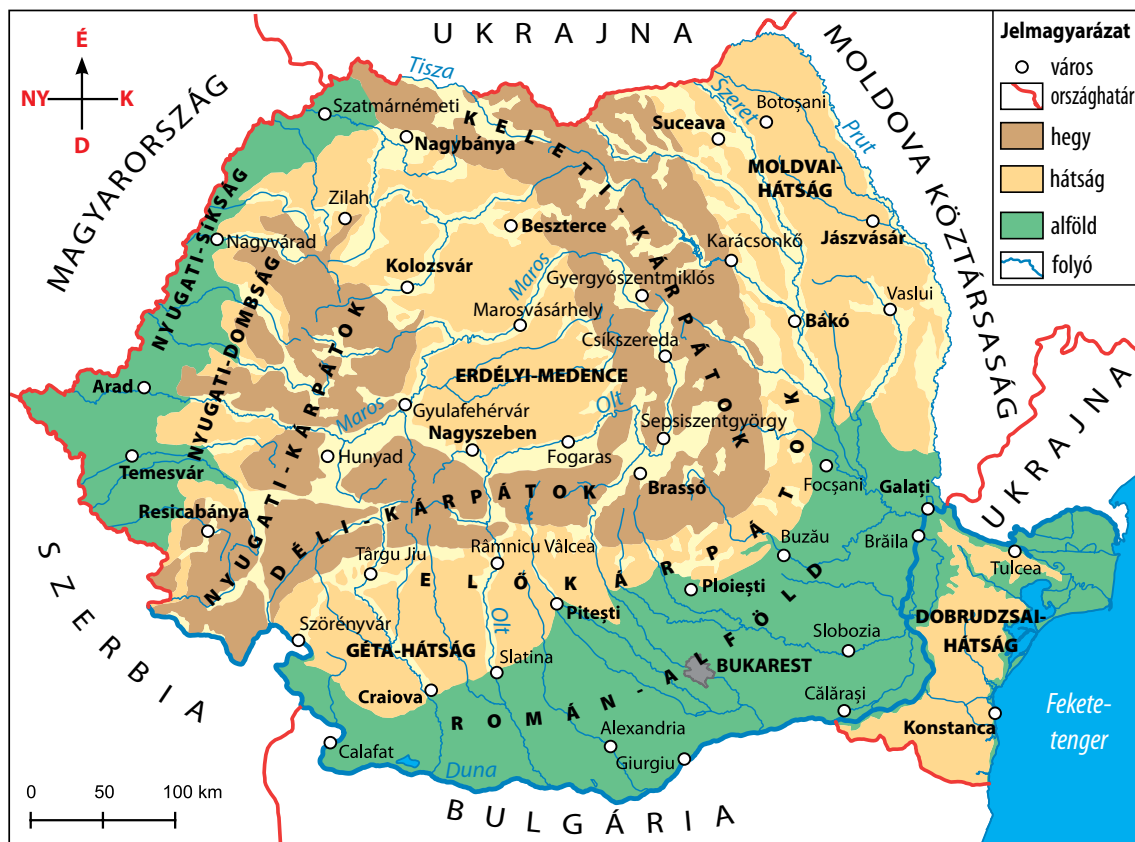 UKRAJNA
MOLDOVA KÖZTÁRSASÁG
MAGYARORSZÁG
UKRAJNA
SZERBIA
BULGÁRIA
É
NY
K
D
Jelmagyarázat
város
országhatár
hegy
hátság
alföld
folyó
Tisza
Szatmárnémeti
Nagybánya
Suceava
Szeret
Botoșani
Prut
MOLDVAI-
HÁTSÁG
KELETI-KÁRPÁTOK
NYUGATI-SÍKSÁG
Zilah
Nagyvárad
Beszterce
Karácsonkő
Jászvásár
NYUGATI-DOMBSÁG
Kolozsvár
Maros
Gyergyószentmiklós
Vaslui
Marosvásárhely
Bákó
NYUGATI-KÁRPÁTOK
Csíkszereda
ERDÉLYI-MEDENCE
Arad
Maros
Gyulafehérvár
Olt
Sepsiszentgyörgy
Nagyszeben
Temesvár
Hunyad
Fogaras
Brassó
Focșani
Galați
Resicabánya
DÉLI-KÁRPÁTOK
Brăila
Buzău
Tulcea
Târgu Jiu
Râmnicu Vâlcea
ELŐKÁRPÁTOK
Pitești
Ploiești
Szörényvár
GÉTA-HÁTSÁG
Olt
Slatina
Slobozia
DOBRUDZSAI-
HÁTSÁG
BUKAREST
Craiova
ROMÁN-ALFÖLD
Călărași
Konstanca
Fekete-
tenger
Calafat
Alexandria
Giurgiu
Duna
0 50 100 km